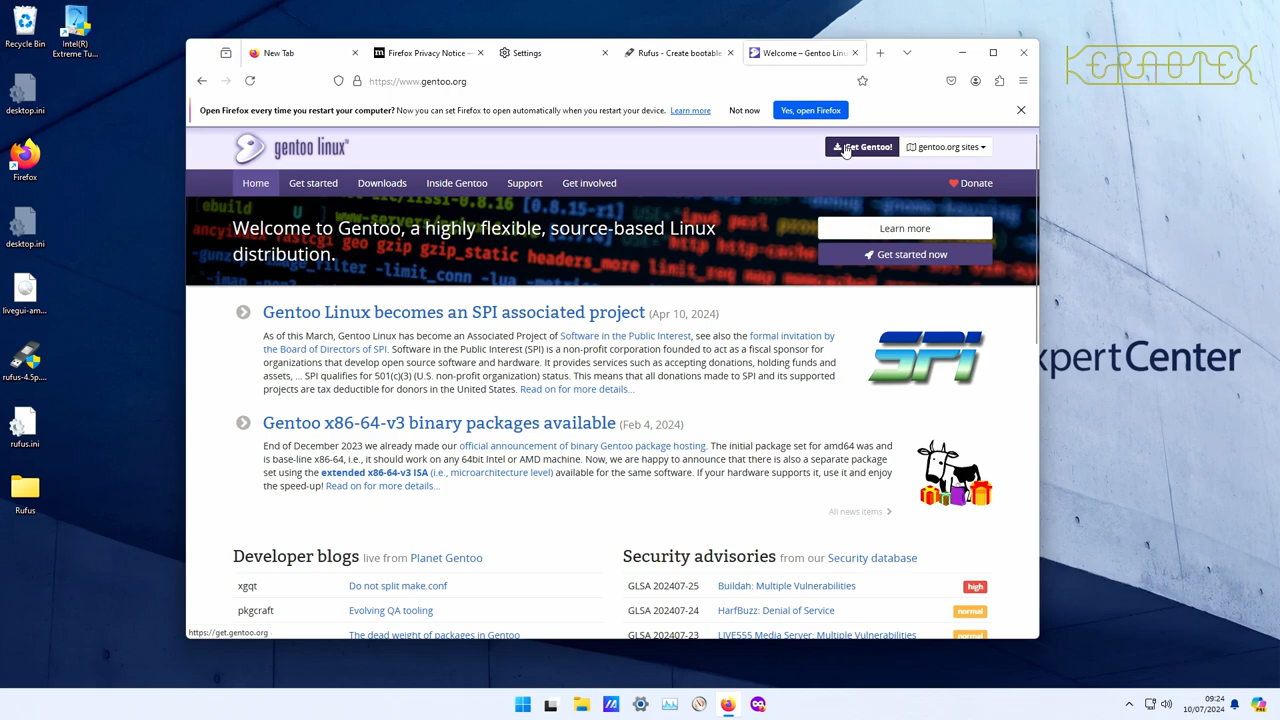 Recycle Bin
Intel(R)
Extreme Tu...
desktop.ini
Firefox
desktop.ini
livegui-am...
rufus-4.5p...
rufus.ini
Rufus
New Tab
Firefox Privacy Notice —
Settings
Rufus - Create bootable
Welcome – Gentoo Linu
https://www.gentoo.org
Open Firefox every time you restart your computer? Now you can set Firefox to open automatically when you restart your device. Learn more
Not now
Yes, open Firefox
gentoo linux™
Get Gentoo!
gentoo.org sites
Home
Get started
Downloads
Inside Gentoo
Support
Get involved
Donate
Welcome to Gentoo, a highly flexible, source-based Linux
distribution.
Learn more
Get started now
Gentoo Linux becomes an SPI associated project (Apr 10, 2024)
As of this March, Gentoo Linux has become an Associated Project of Software in the Public Interest, see also the formal invitation by
the Board of Directors of SPI. Software in the Public Interest (SPI) is a non-profit corporation founded to act as a fiscal sponsor for
organizations that develop open source software and hardware. It provides services such as accepting donations, holding funds and
assets, ... SPI qualifies for 501(c)(3) (U.S. non-profit organization) status. This means that all donations made to SPI and its supported
projects are tax deductible for donors in the United States. Read on for more details...
SPI
Gentoo x86-64-v3 binary packages available (Feb 4, 2024)
End of December 2023 we already made our official announcement of binary Gentoo package hosting. The initial package set for amd64 was and
is base-line x86-64, i.e., it should work on any 64bit Intel or AMD machine. Now, we are happy to announce that there is also a separate package
set using the extended x86-64-v3 ISA (i.e., microarchitecture level) available for the same software. If your hardware supports it, use it and enjoy
the speed-up! Read on for more details...
All news items
Developer blogs live from Planet Gentoo
xgqt Do not split make.conf
pkgcraft Evolving QA tooling
The dead weight of packages in Gentoo
Security advisories from our Security database
GLSA 202407-25 Buildah: Multiple Vulnerabilities high
GLSA 202407-24 HarfBuzz: Denial of Service normal
GLSA 202407-23 LIVE555 Media Server: Multiple Vulnerabilities normal
https://get.gentoo.org
xpertCenter
09:24
10/07/2024